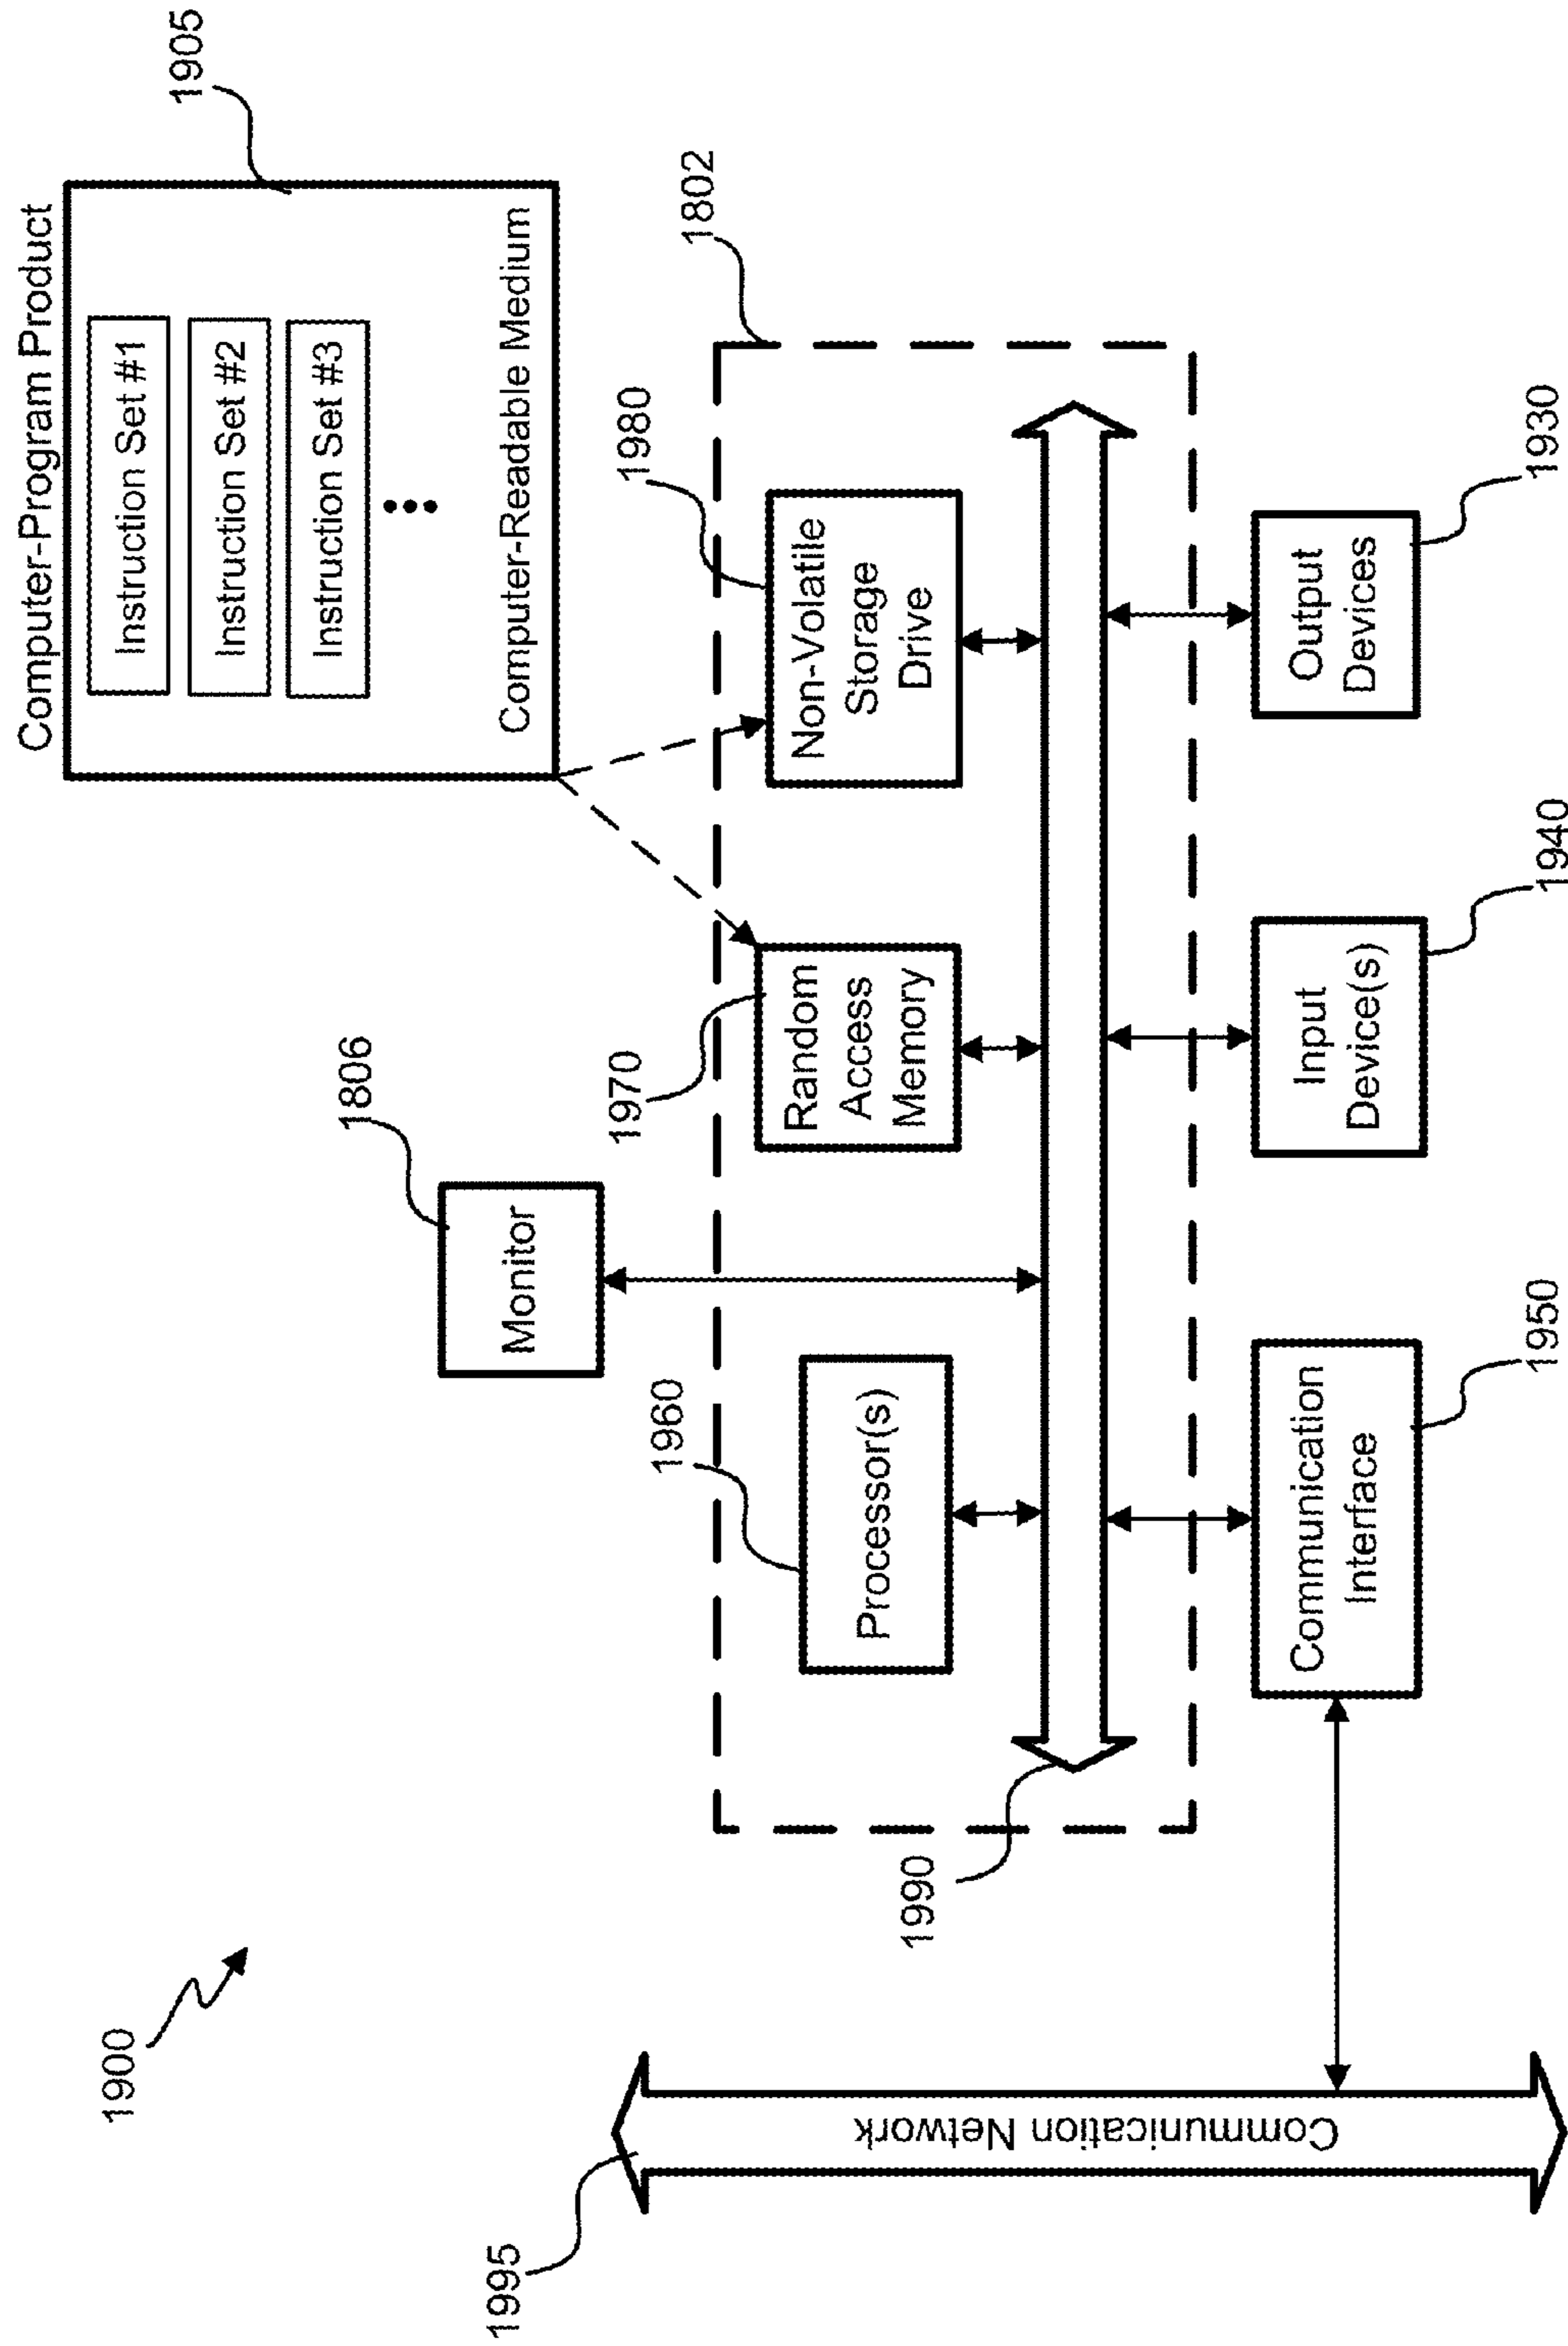 1900
Computer-Program Product
Instruction Set #1
Instruction Set #2
Instruction Set #3
Computer-Readable Medium
1905
1806
Monitor
1802
1960
Processor(s)
1970
Random
Access
Memory
1980
Non-Volatile
Storage
Drive
1990
1995
Communication Network
Communication
Interface
1950
Input
Device(s)
1940
Output
Devices
1930